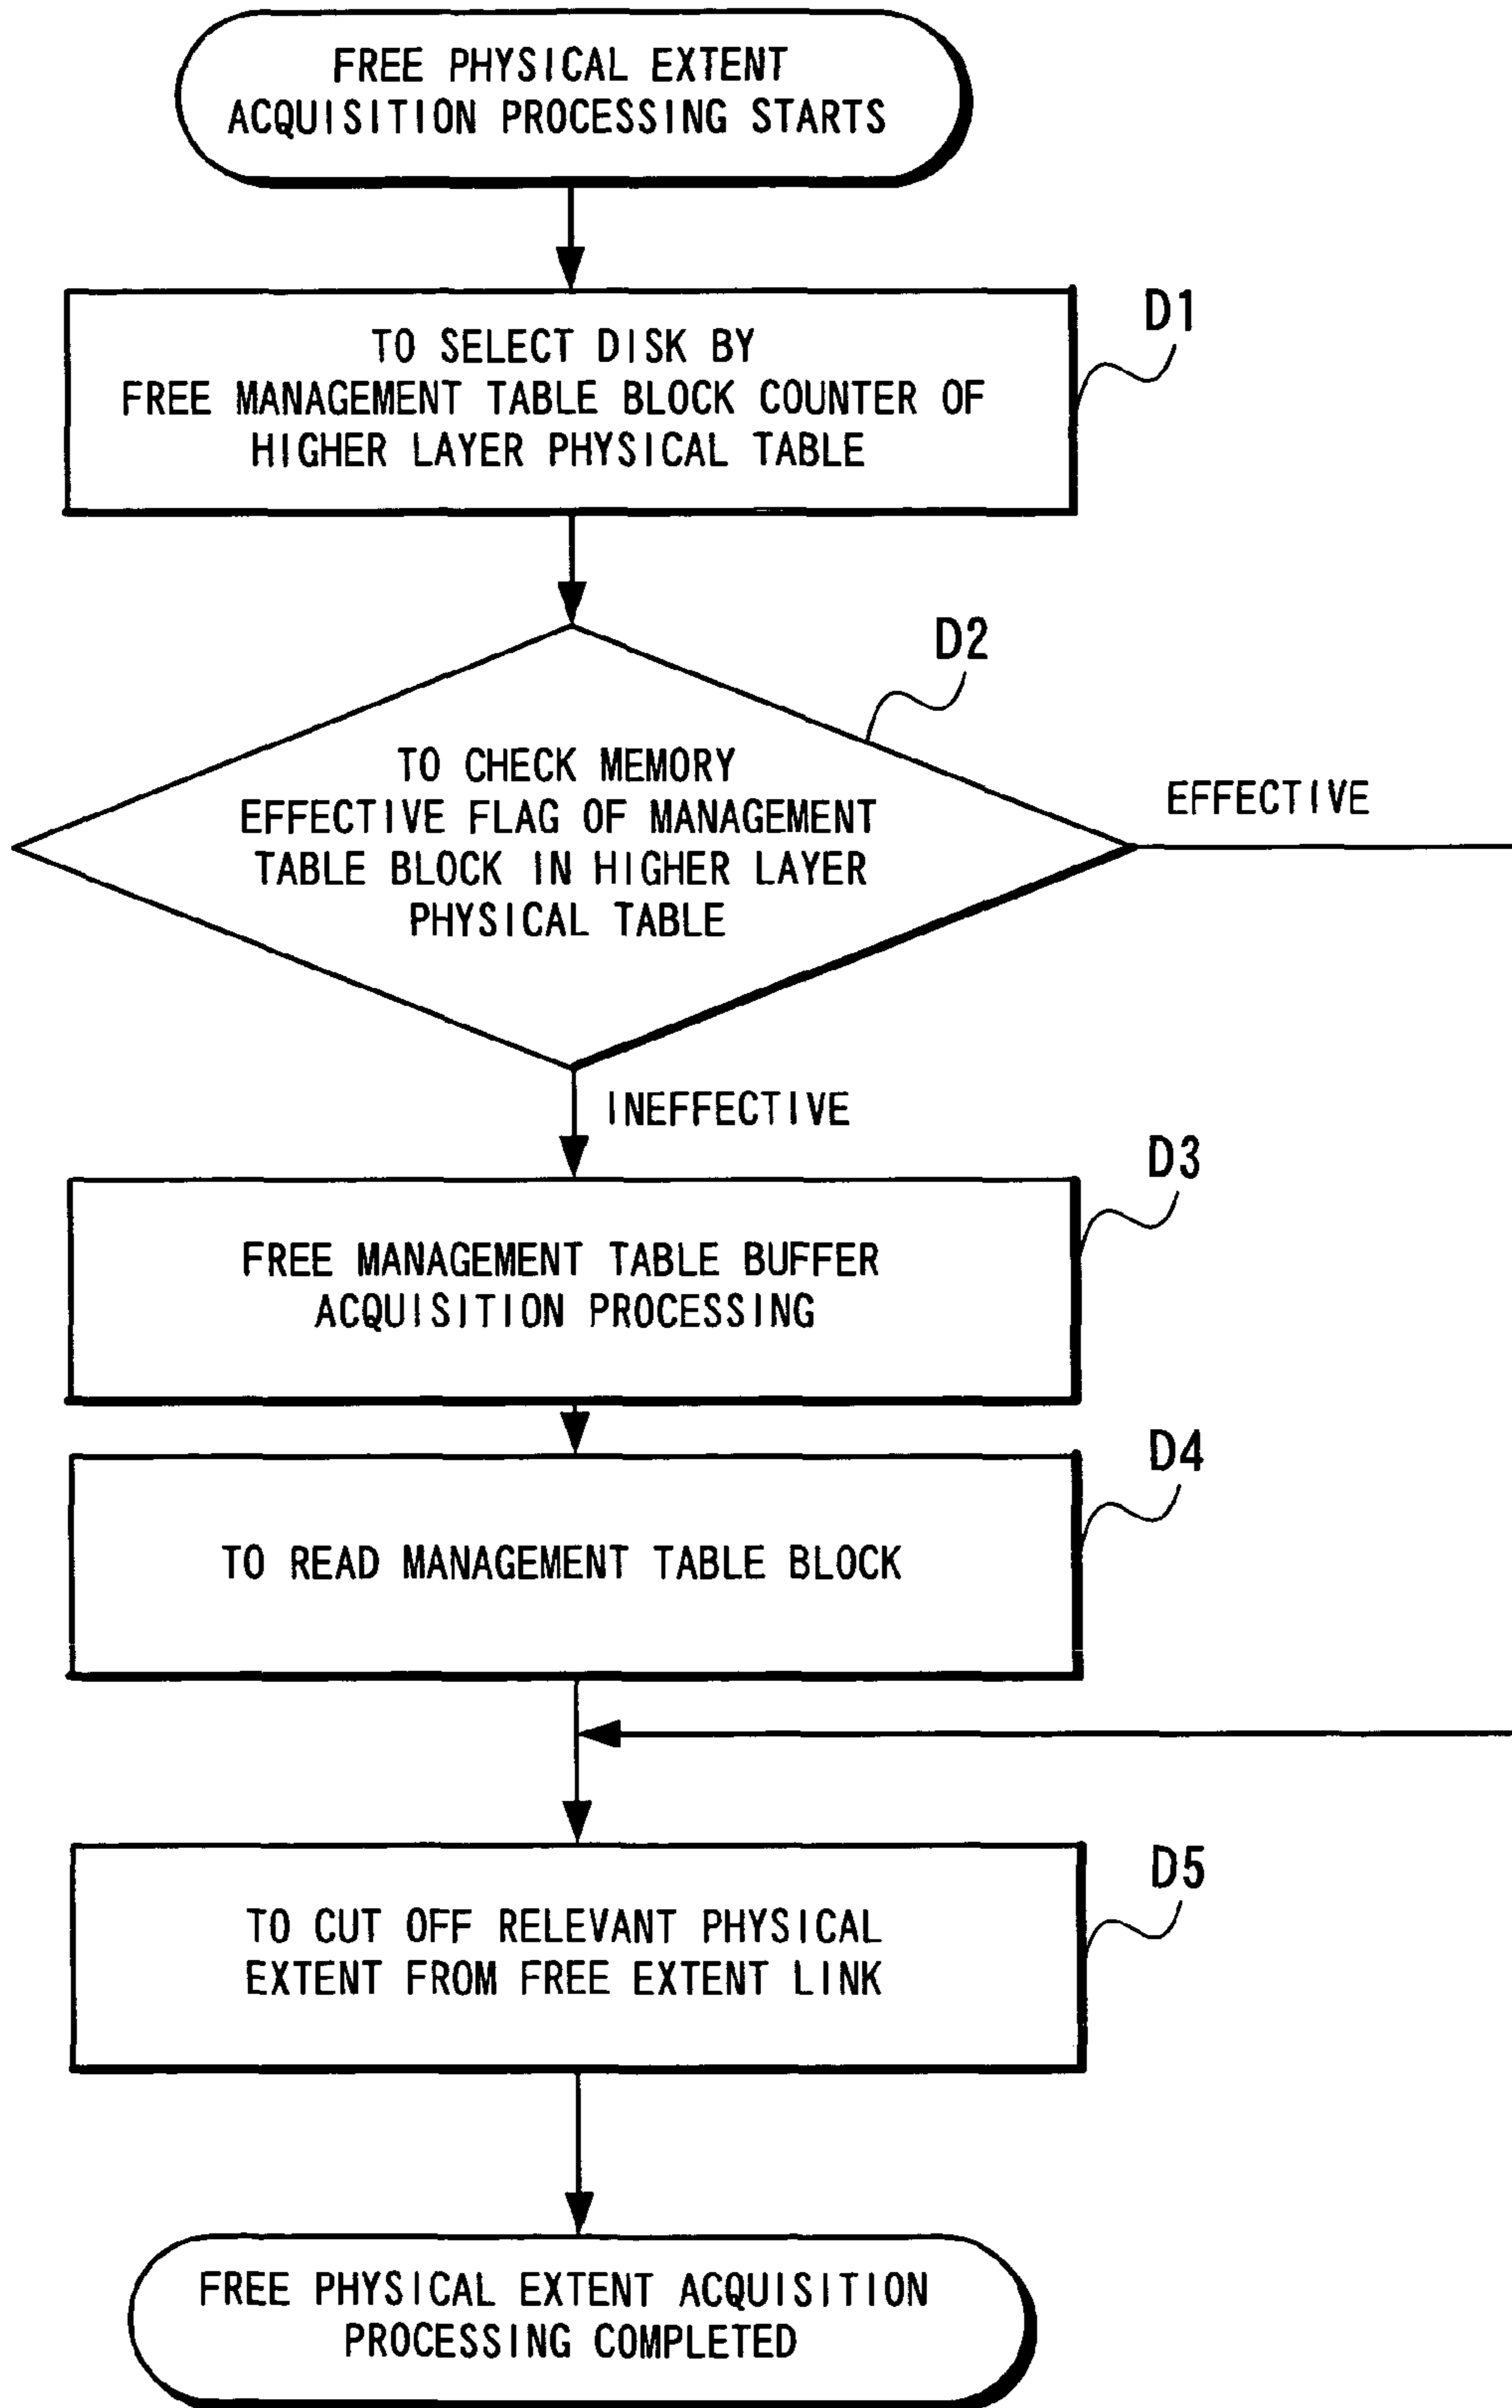 FREE PHYSICAL EXTENT
ACQUISITION PROCESSING STARTS
D1
TO SELECT DISK BY
FREE MANAGEMENT TABLE BLOCK COUNTER OF
HIGHER LAYER PHYSICAL TABLE
D2
TO CHECK MEMORY
EFFECTIVE FLAG OF MANAGEMENT
TABLE BLOCK IN HIGHER LAYER
PHYSICAL TABLE
EFFECTIVE
INEFFECTIVE
D3
FREE MANAGEMENT TABLE BUFFER
ACQUISITION PROCESSING
D4
TO READ MANAGEMENT TABLE BLOCK
D5
TO CUT OFF RELEVANT PHYSICAL
EXTENT FROM FREE EXTENT LINK
FREE PHYSICAL EXTENT ACQUISITION
PROCESSING COMPLETED